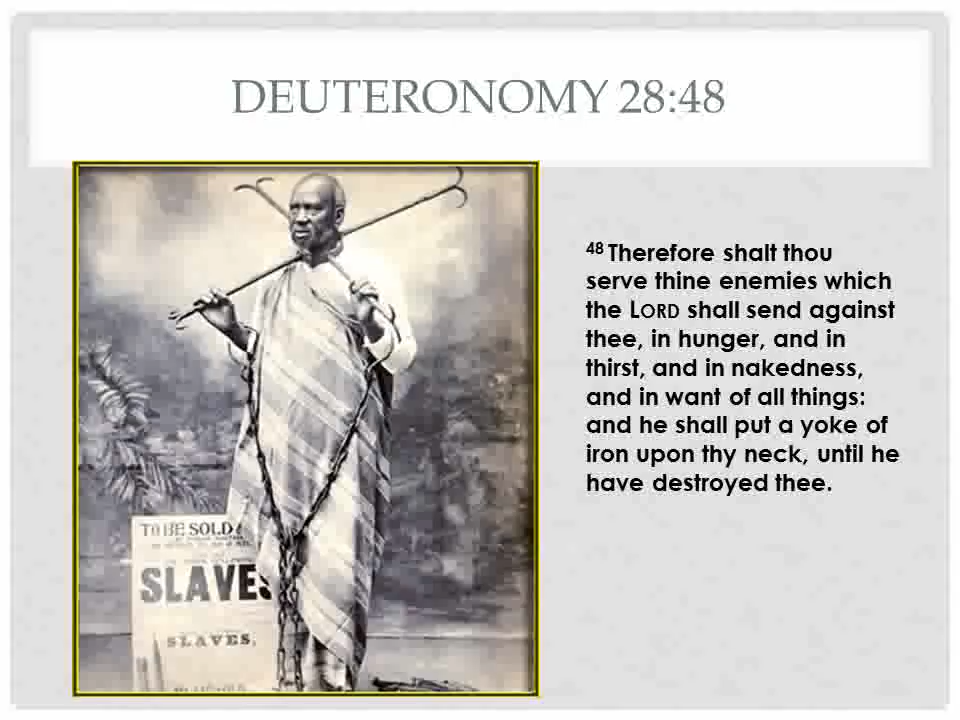 DEUTERONOMY 28:48
48 Therefore shalt thou
serve thine enemies which
the LORD shall send against
thee, in hunger, and in
thirst, and in nakedness,
and in want of all things:
and he shall put a yoke of
iron upon thy neck, until he
have destroyed thee.
TO BE SOLD
SLAVES
SLAVES,